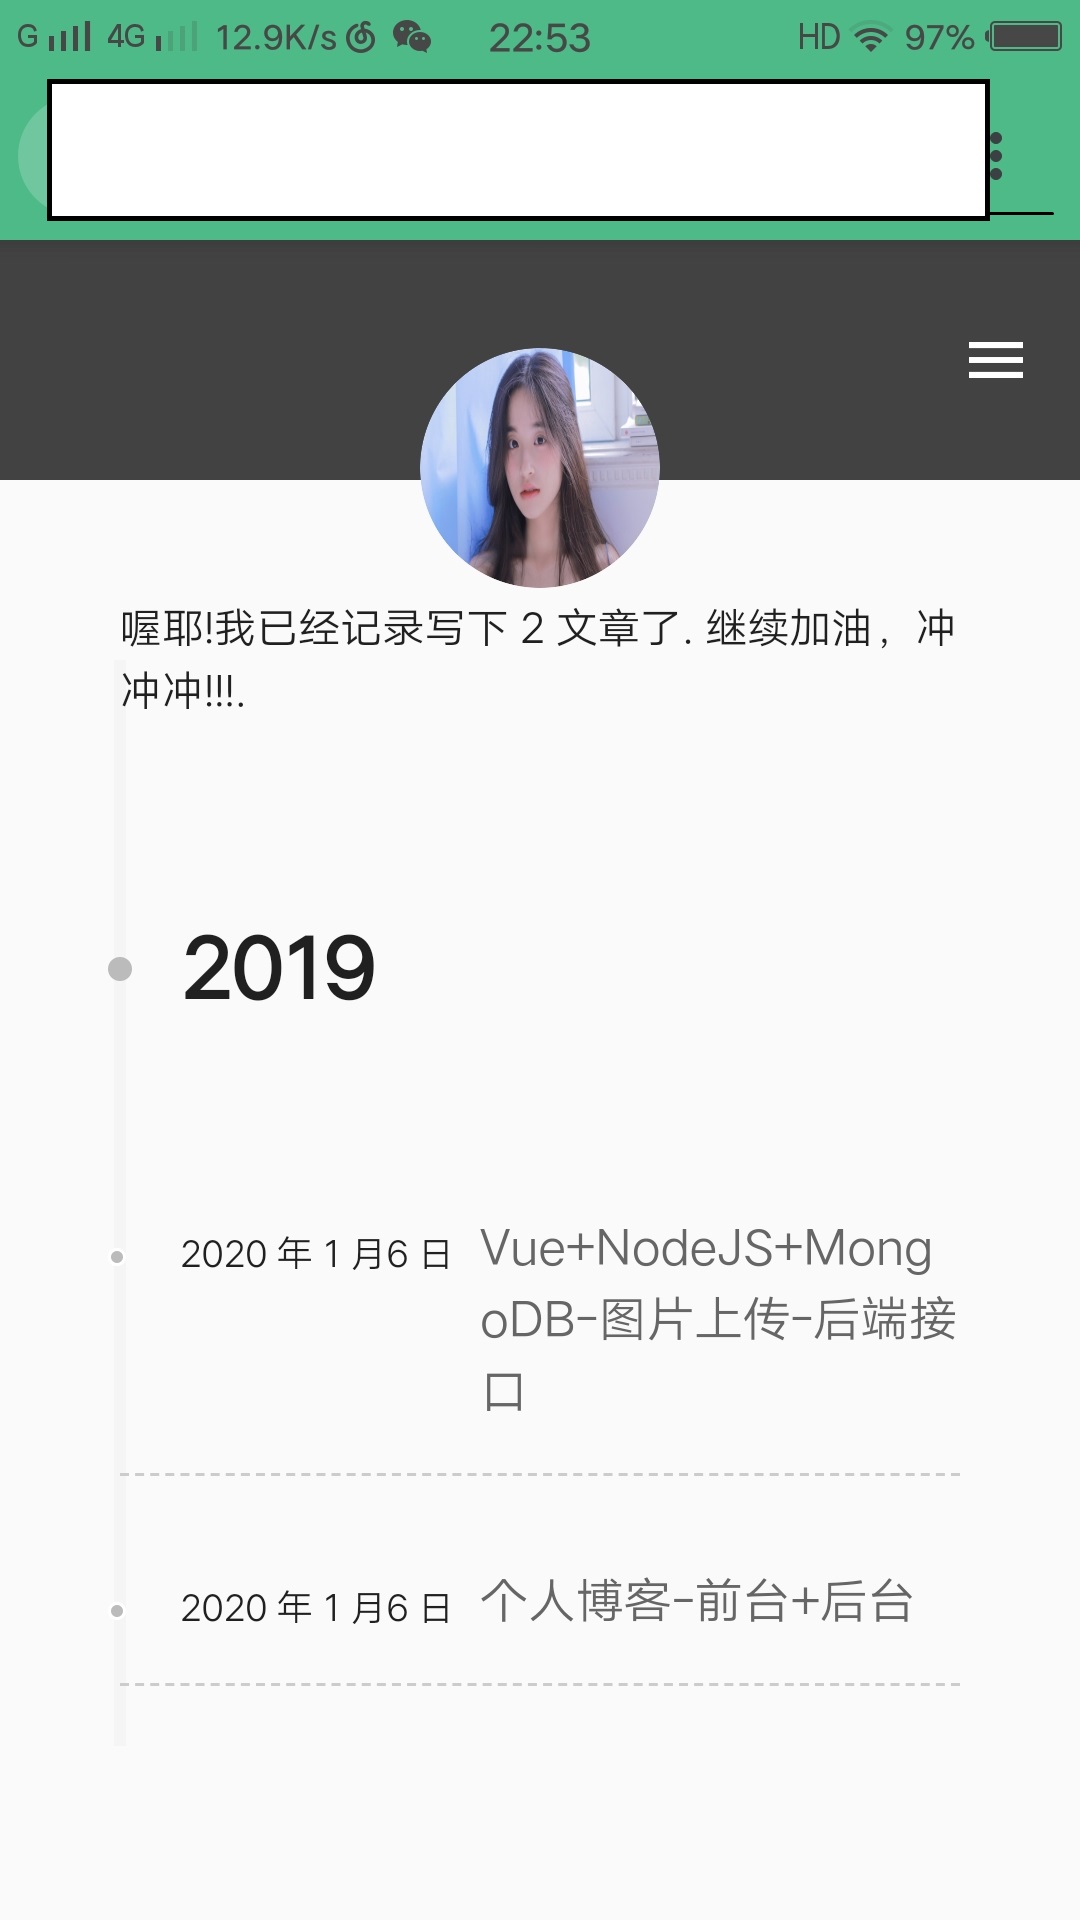 G 4G 12.9K/s 22:53 HD 97%
喔耶!我已经记录写下 2 文章了. 继续加油，冲
冲冲!!!.
2019
2020 年 1 月6 日 Vue+NodeJS+Mong
oDB-图片上传-后端接
口
2020 年 1 月6 日 个人博客-前台+后台